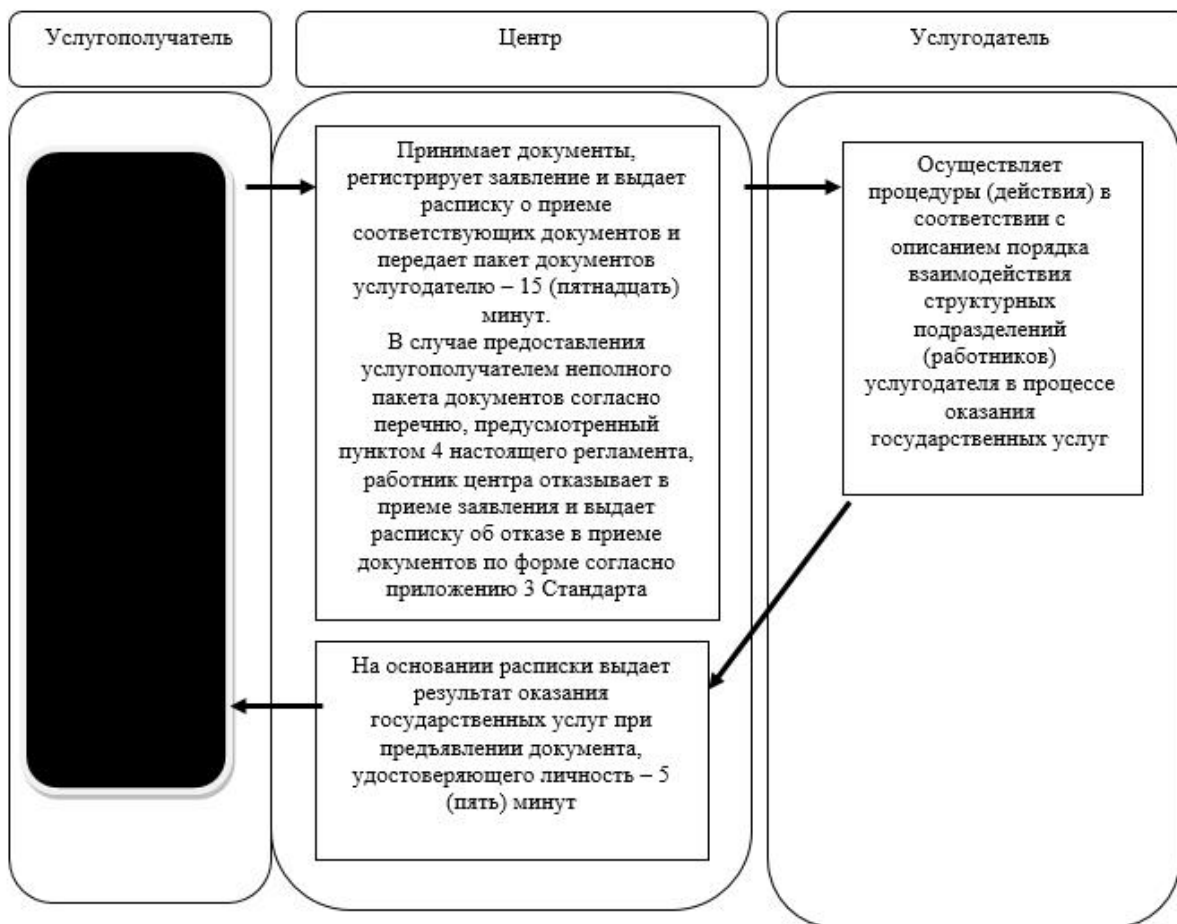 Услугополучатель
Центр
Услугодатель
Принимает документы,
регистрирует заявление и выдает
расписку о приеме
соответствующих документов и
передает пакет документов
услугодателю – 15 (пятнадцать)
минут.
В случае предоставления
услугополучателем неполного
пакета документов согласно
перечню, предусмотренный
пунктом 4 настоящего регламента,
работник центра отказывает в
приеме заявления и выдает
расписку об отказе в приеме
документов по форме согласно
приложению 3 Стандарта
На основании расписки выдает
результат оказания
государственных услуг при
предъявлении документа,
удостоверяющего личность – 5
(пять) минут
Осуществляет
процедуры (действия) в
соответствии с
описанием порядка
взаимодействия
структурных
подразделений
(работников)
услугодателя в процессе
оказания
государственных услуг